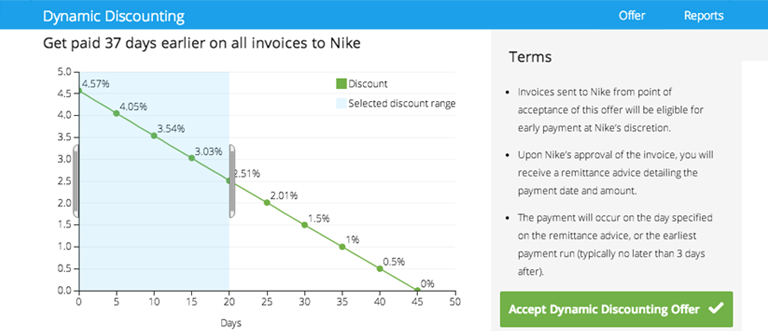 Dynamic Discounting
Offer
Reports
Get paid 37 days earlier on all invoices to Nike
Discount
Selected discount range
5.0
4.5
4.0
3.5
3.0
2.5
2.0
1.5
1.0
0.5
0.0
4.57%
4.05%
3.54%
3.03%
2.51%
2.01%
1.5%
1%
0.5%
0%
0 5 10 15 20 25 30 35 40 45 50
Days
Terms
• Invoices sent to Nike from point of
acceptance of this offer will be eligible for
early payment at Nike's discretion.
• Upon Nike's approval of the invoice, you will
receive a remittance advice detailing the
payment date and amount.
• The payment will occur on the day specified
on the remittance advice, or the earliest
payment run (typically no later than 3 days
after).
Accept Dynamic Discounting Offer